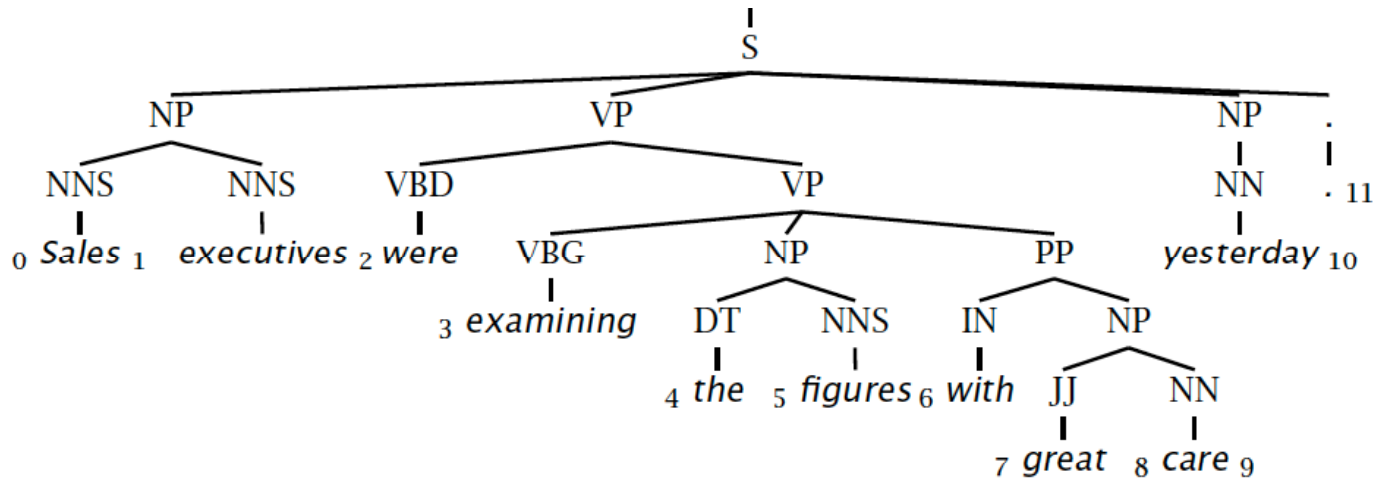 S
NP VP NP .
NNS NNS VBD VP NN . 11
0 Sales 1 executives 2 were VBG NP PP yesterday 10
3 examining DT NNS IN NP
4 the 5 figures 6 with JJ NN
7 great 8 care 9